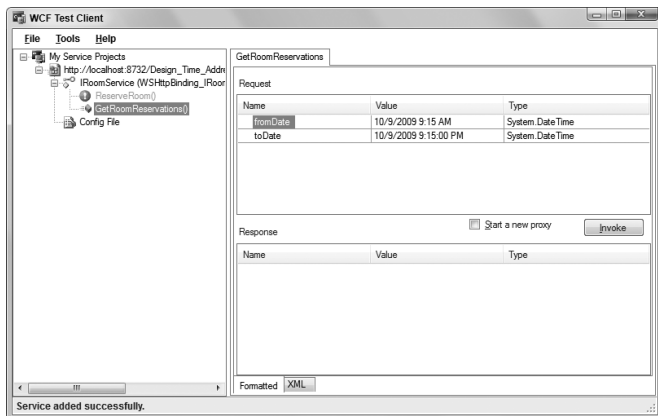 WCF Test Client
File Tools Help
My Service Projects
http://localhost:8732/Design_Time_Addre
IRoomService (WSHttpBinding_IRoor
ReserveRoom()
GetRoomReservations()
Config File
GetRoomReservations
Request
Name Value Type
fromDate 10/9/2009 9:15 AM System.DateTime
toDate 10/9/2009 9:15:00 PM System.DateTime
Start a new proxy Invoke
Response
Name Value Type
Formatted XML
Service added successfully.